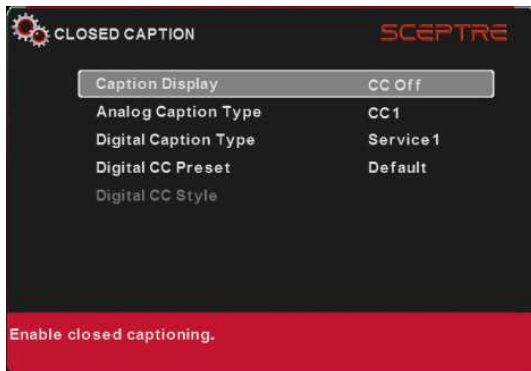 CLOSED CAPTION SCEPTRE
Caption Display CC Off
Analog Caption Type CC1
Digital Caption Type Service1
Digital CC Preset Default
Digital CC Style
Enable closed captioning.